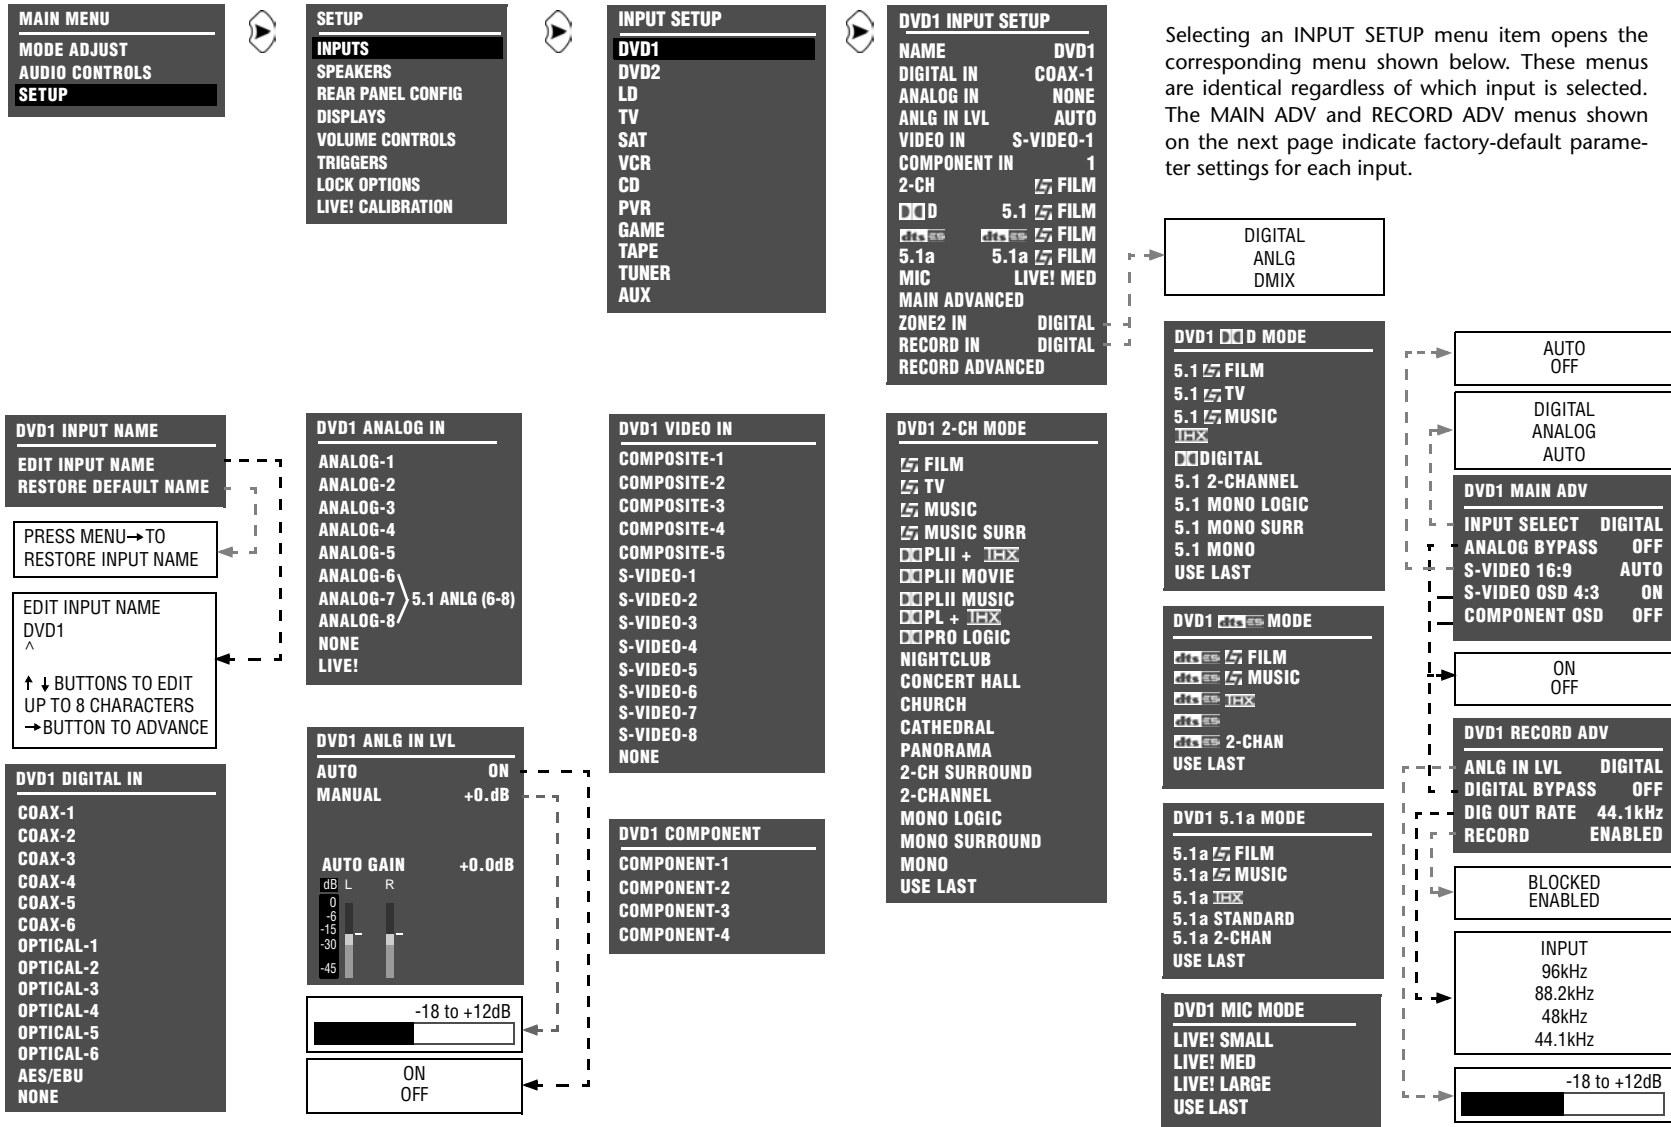 MAIN MENU
MODE ADJUST
AUDIO CONTROLS
SETUP
SETUP
INPUTS
SPEAKERS
REAR PANEL CONFIG
DISPLAYS
VOLUME CONTROLS
TRIGGERS
LOCK OPTIONS
LIVE! CALIBRATION
INPUT SETUP
DVD1
DVD2
LD
TV
SAT
VCR
CD
PVR
GAME
TAPE
TUNER
AUX
DVD1 INPUT SETUP
NAME DVD1
DIGITAL IN COAX-1
ANALOG IN NONE
ANLG IN LVL AUTO
VIDEO IN S-VIDEO-1
COMPONENT IN 1
2-CH FILM
D 5.1 FILM
dts ES dts ES FILM
5.1a 5.1a FILM
MIC LIVE! MED
MAIN ADVANCED
ZONE2 IN DIGITAL
RECORD IN DIGITAL
RECORD ADVANCED
Selecting an INPUT SETUP menu item opens the
corresponding menu shown below. These menus
are identical regardless of which input is selected.
The MAIN ADV and RECORD ADV menus shown
on the next page indicate factory-default parame-
ter settings for each input.
DIGITAL
ANLG
DMIX
DVD1 INPUT NAME
EDIT INPUT NAME
RESTORE DEFAULT NAME
PRESS MENU→TO
RESTORE INPUT NAME
EDIT INPUT NAME
DVD1
^
↑ ↓ BUTTONS TO EDIT
UP TO 8 CHARACTERS
→BUTTON TO ADVANCE
DVD1 DIGITAL IN
COAX-1
COAX-2
COAX-3
COAX-4
COAX-5
COAX-6
OPTICAL-1
OPTICAL-2
OPTICAL-3
OPTICAL-4
OPTICAL-5
OPTICAL-6
AES/EBU
NONE
DVD1 ANALOG IN
ANALOG-1
ANALOG-2
ANALOG-3
ANALOG-4
ANALOG-5
ANALOG-6
ANALOG-7 5.1 ANLG (6-8)
ANALOG-8
NONE
LIVE!
DVD1 ANLG IN LVL
AUTO ON
MANUAL +0.dB
AUTO GAIN +0.0dB
dB L R
0
-6
-15
-30
-45
-18 to +12dB
ON
OFF
DVD1 VIDEO IN
COMPOSITE-1
COMPOSITE-2
COMPOSITE-3
COMPOSITE-4
COMPOSITE-5
S-VIDEO-1
S-VIDEO-2
S-VIDEO-3
S-VIDEO-4
S-VIDEO-5
S-VIDEO-6
S-VIDEO-7
S-VIDEO-8
NONE
DVD1 COMPONENT
COMPONENT-1
COMPONENT-2
COMPONENT-3
COMPONENT-4
DVD1 2-CH MODE
FILM
TV
MUSIC
MUSIC SURR
PLII + THX
PLII MOVIE
PLII MUSIC
PL + THX
PRO LOGIC
NIGHTCLUB
CONCERT HALL
CHURCH
CATHEDRAL
PANORAMA
2-CH SURROUND
2-CHANNEL
MONO LOGIC
MONO SURROUND
MONO
USE LAST
DVD1 D MODE
5.1 FILM
5.1 TV
5.1 MUSIC
THX
DIGITAL
5.1 2-CHANNEL
5.1 MONO LOGIC
5.1 MONO SURR
5.1 MONO
USE LAST
DVD1 dts ES MODE
dts ES FILM
dts ES MUSIC
dts ES THX
dts ES
dts ES 2-CHAN
USE LAST
DVD1 5.1a MODE
5.1a FILM
5.1a MUSIC
5.1a THX
5.1a STANDARD
5.1a 2-CHAN
USE LAST
DVD1 MIC MODE
LIVE! SMALL
LIVE! MED
LIVE! LARGE
USE LAST
AUTO
OFF
DIGITAL
ANALOG
AUTO
DVD1 MAIN ADV
INPUT SELECT DIGITAL
ANALOG BYPASS OFF
S-VIDEO 16:9 AUTO
S-VIDEO OSD 4:3 ON
COMPONENT OSD OFF
ON
OFF
DVD1 RECORD ADV
ANLG IN LVL DIGITAL
DIGITAL BYPASS OFF
DIG OUT RATE 44.1kHz
RECORD ENABLED
BLOCKED
ENABLED
INPUT
96kHz
88.2kHz
48kHz
44.1kHz
-18 to +12dB